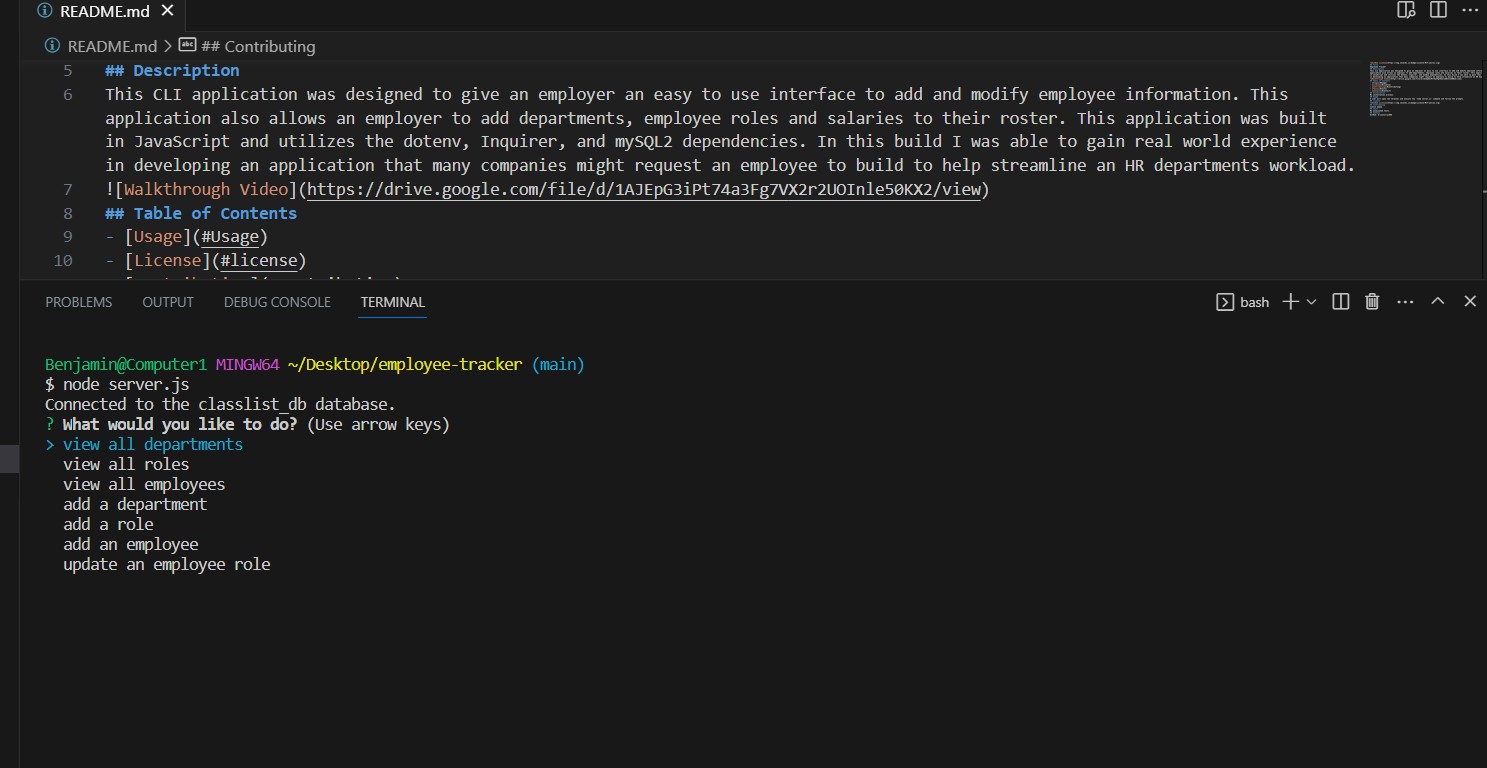 README.md
README.md > ## Contributing
5 ## Description
6 This CLI application was designed to give an employer an easy to use interface to add and modify employee information. This
application also allows an employer to add departments, employee roles and salaries to their roster. This application was built
in JavaScript and utilizes the dotenv, Inquirer, and mySQL2 dependencies. In this build I was able to gain real world experience
in developing an application that many companies might request an employee to build to help streamline an HR departments workload.
7 ![Walkthrough Video](https://drive.google.com/file/d/1AJEpG3iPt74a3Fg7VX2r2UOInle50KX2/view)
8 ## Table of Contents
9 - [Usage](#Usage)
10 - [License](#license)
PROBLEMS OUTPUT DEBUG CONSOLE TERMINAL bash
Benjamin@Computer1 MINGW64 ~/Desktop/employee-tracker (main)
$ node server.js
Connected to the classlist_db database.
? What would you like to do? (Use arrow keys)
> view all departments
view all roles
view all employees
add a department
add a role
add an employee
update an employee role